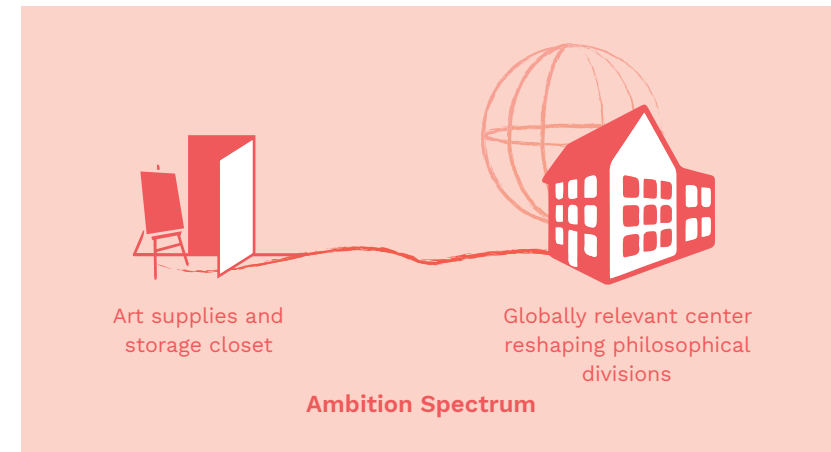 Art supplies and
storage closet
Globally relevant center
reshaping philosophical
divisions
Ambition Spectrum